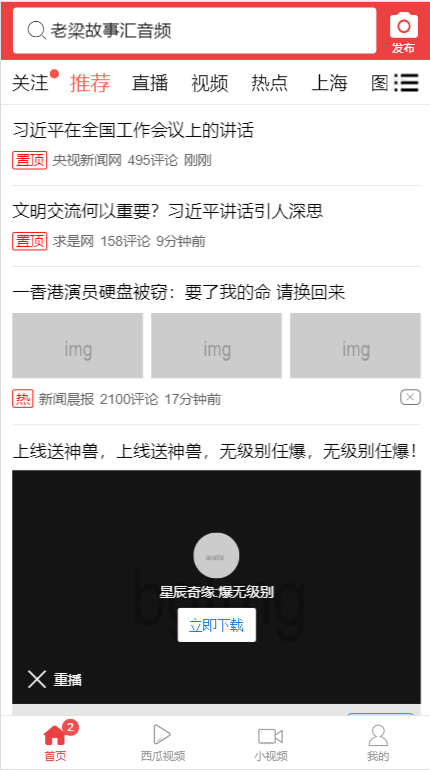 老梁故事汇音频
发布
关注 推荐 直播 视频 热点 上海 图
习近平在全国工作会议上的讲话
置顶 央视新闻网 495评论 刚刚
文明交流何以重要？习近平讲话引人深思
置顶 求是网 158评论 9分钟前
一香港演员硬盘被窃：要了我的命 请换回来
img img img
热 新闻晨报 2100评论 17分钟前
上线送神兽，上线送神兽，无级别任爆，无级别任爆！
星辰奇缘:爆无级别
立即下载
重播
2
首页 西瓜视频 小视频 我的